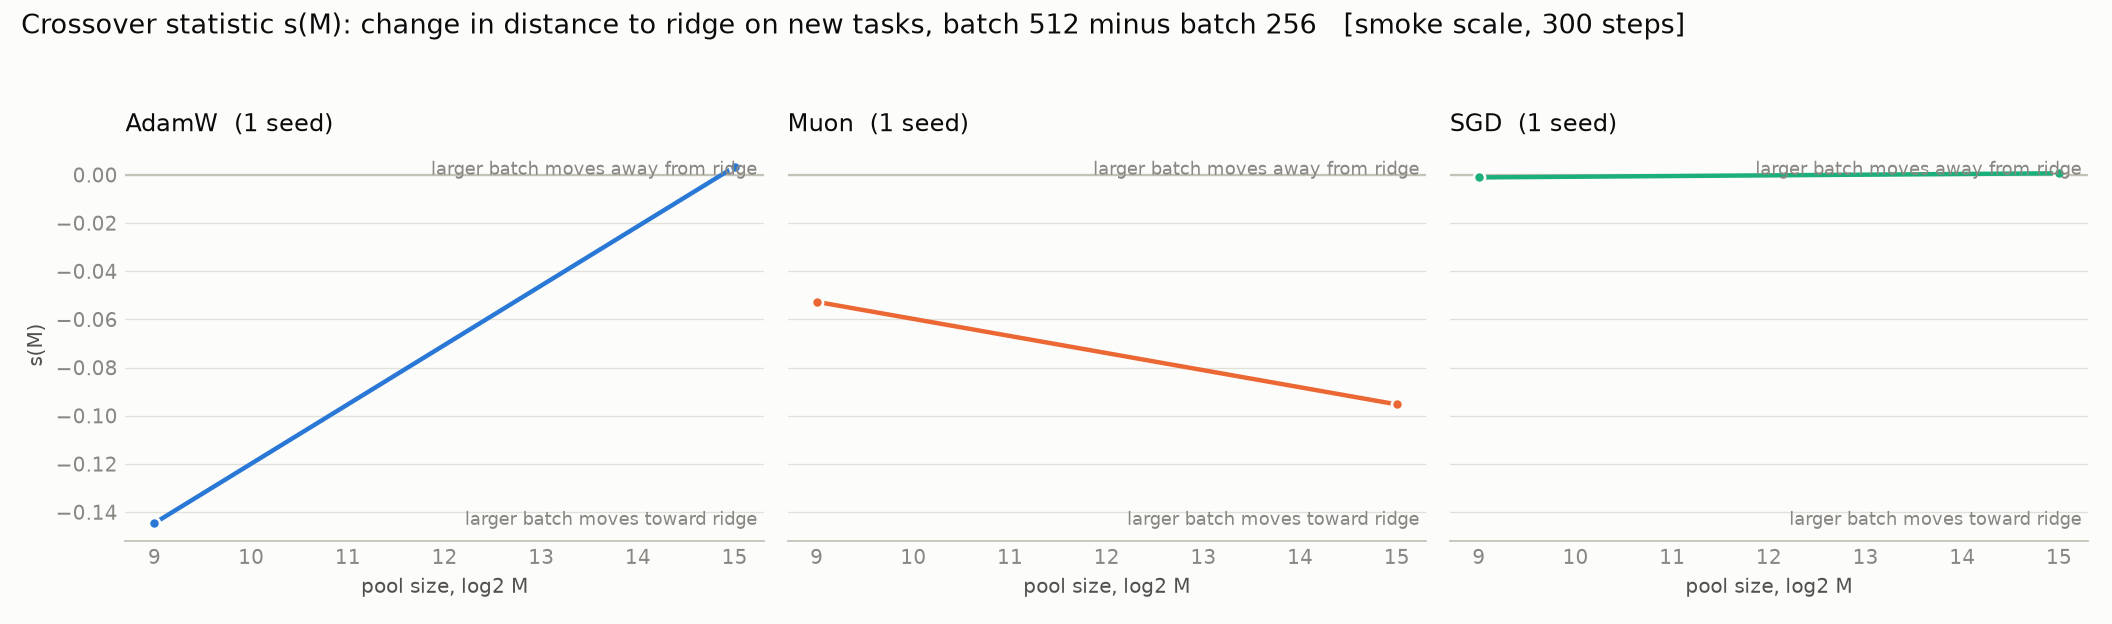 Crossover statistic s(M): change in distance to ridge on new tasks, batch 512 minus batch 256   [smoke scale, 300 steps]
AdamW  (1 seed)
Muon  (1 seed)
SGD  (1 seed)
larger batch moves away from ridge
larger batch moves away from ridge
larger batch moves away from ridge
0.00
−0.02
−0.04
−0.06
−0.08
−0.10
−0.12
−0.14
s(M)
larger batch moves toward ridge
larger batch moves toward ridge
larger batch moves toward ridge
9 10 11 12 13 14 15
9 10 11 12 13 14 15
9 10 11 12 13 14 15
pool size, log2 M
pool size, log2 M
pool size, log2 M